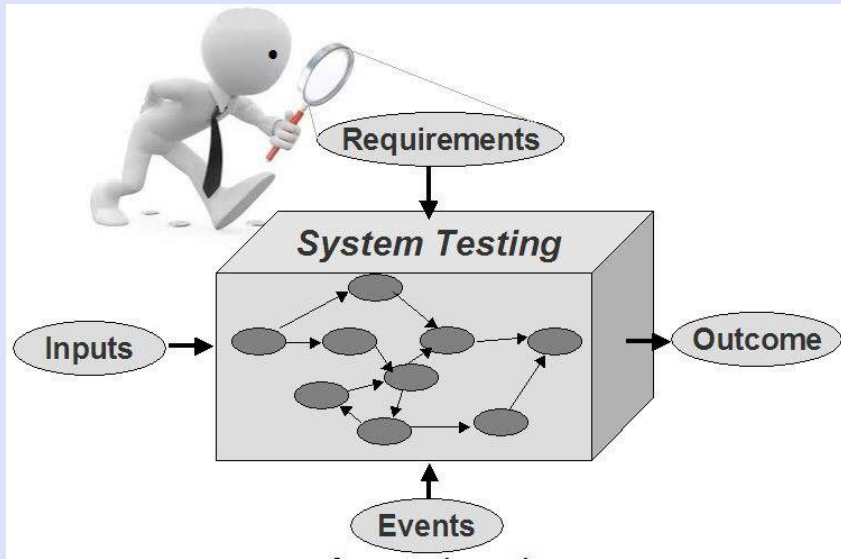 Requirements
System Testing
Inputs
Outcome
Events